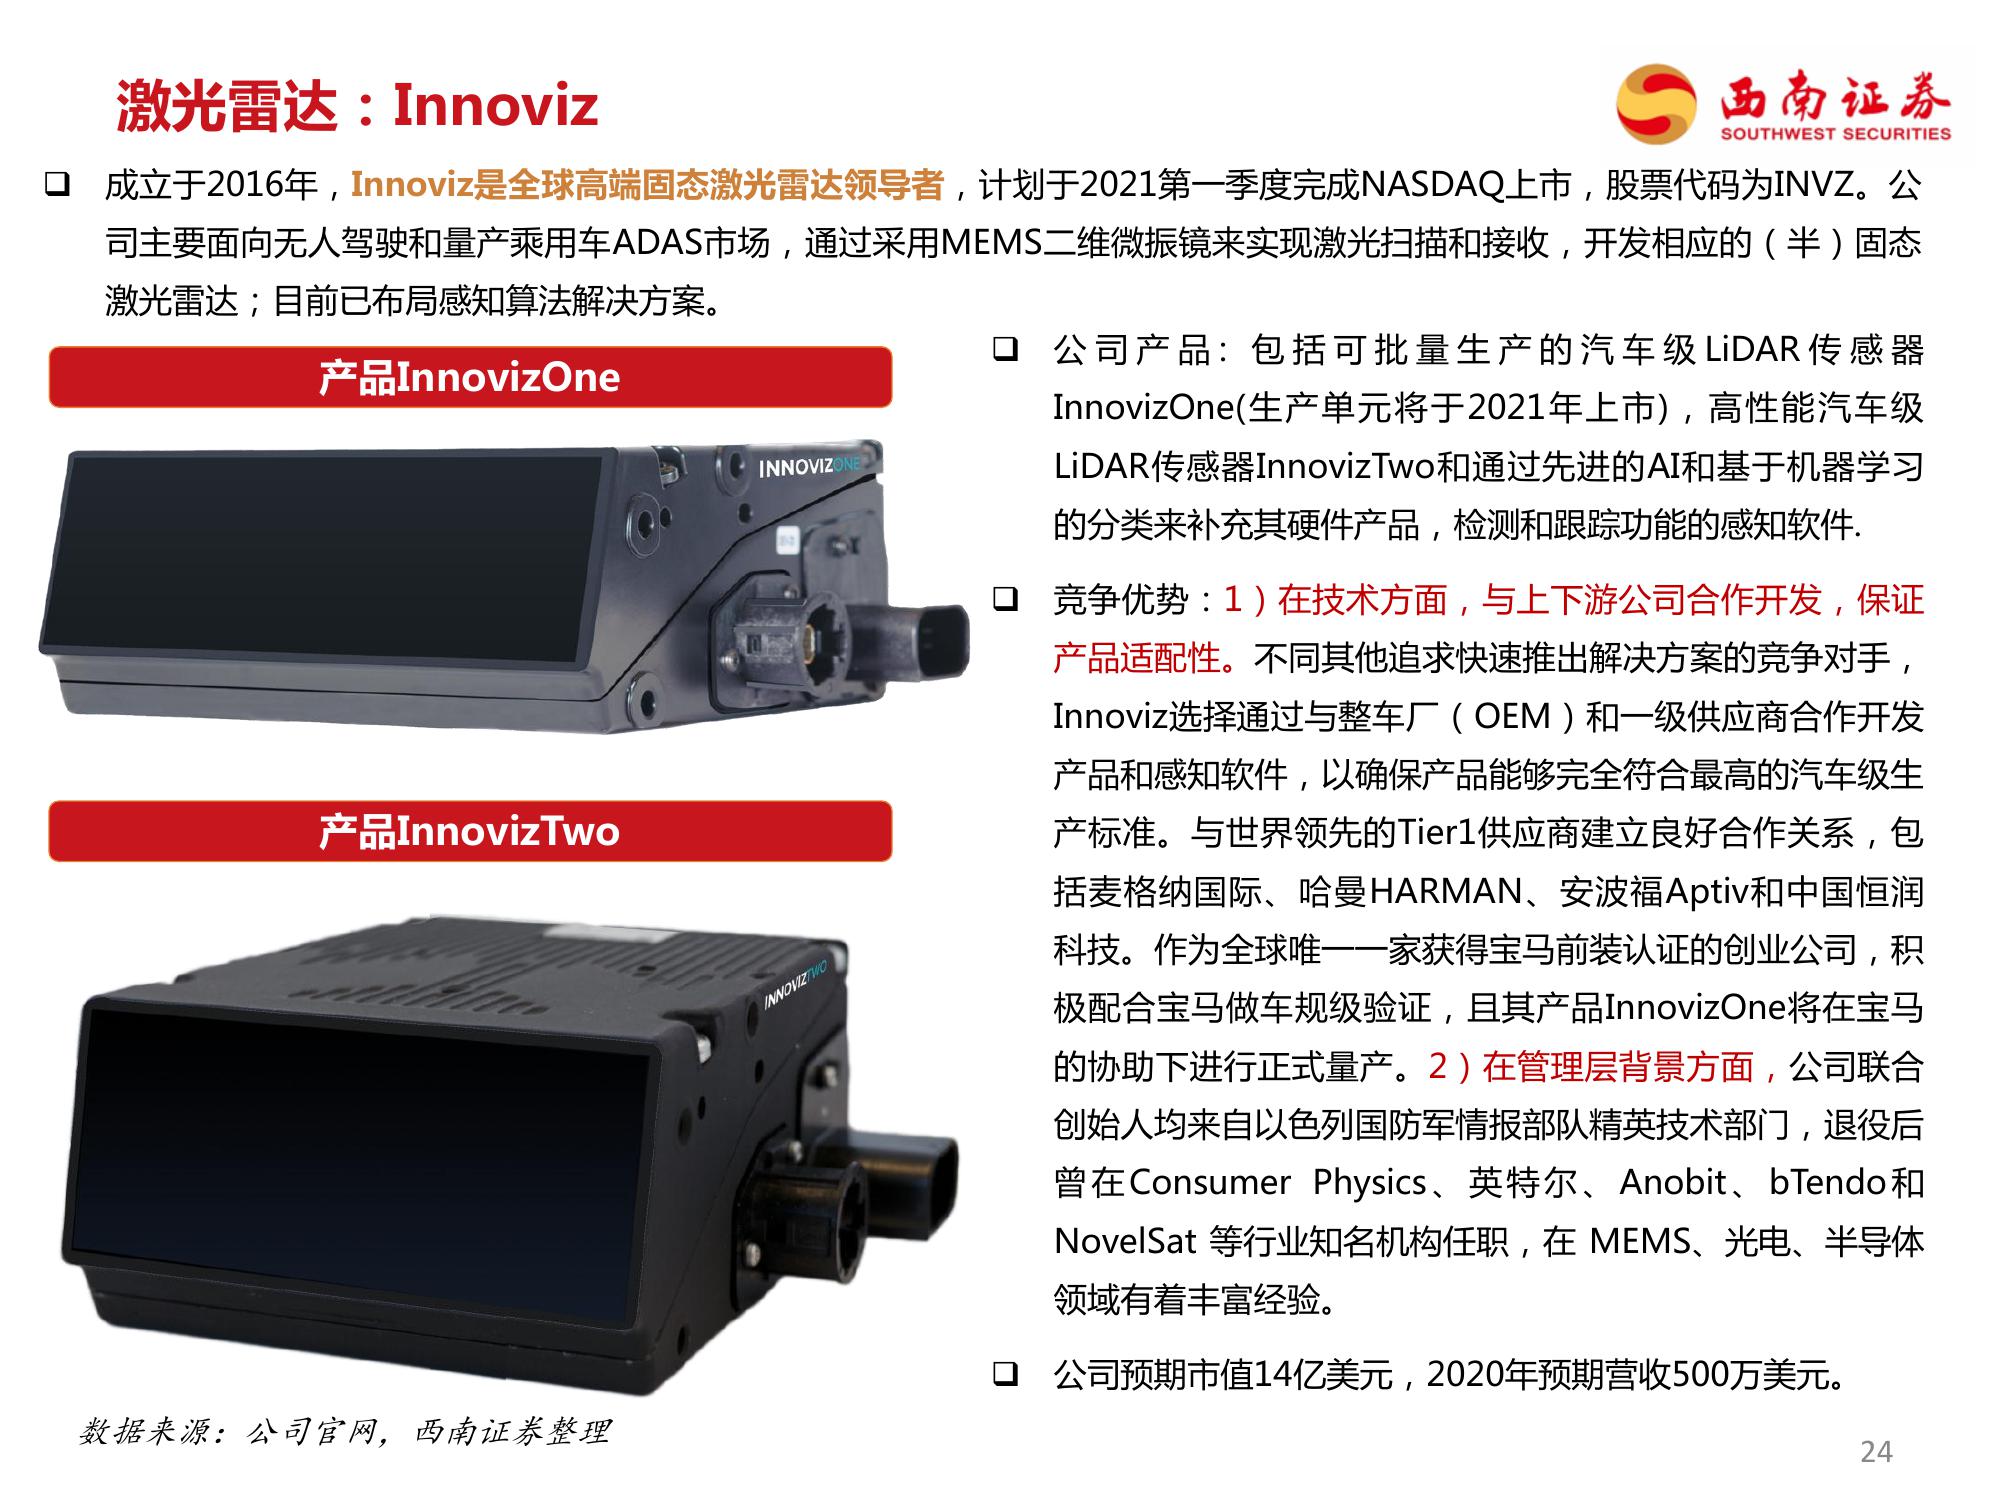 激光雷达：Innoviz
西南证券
SOUTHWEST SECURITIES
❑ 成立于2016年，Innoviz是全球高端固态激光雷达领导者，计划于2021第一季度完成NASDAQ上市，股票代码为INVZ。公
司主要面向无人驾驶和量产乘用车ADAS市场，通过采用MEMS二维微振镜来实现激光扫描和接收，开发相应的（半）固态
激光雷达；目前已布局感知算法解决方案。
产品InnovizOne
INNOVIZONE
产品InnovizTwo
INNOVIZTWO
❑ 公司产品：包括可批量生产的汽车级LiDAR传感器
InnovizOne(生产单元将于2021年上市)，高性能汽车级
LiDAR传感器InnovizTwo和通过先进的AI和基于机器学习
的分类来补充其硬件产品，检测和跟踪功能的感知软件.
❑ 竞争优势：1）在技术方面，与上下游公司合作开发，保证
产品适配性。不同其他追求快速推出解决方案的竞争对手，
Innoviz选择通过与整车厂（OEM）和一级供应商合作开发
产品和感知软件，以确保产品能够完全符合最高的汽车级生
产标准。与世界领先的Tier1供应商建立良好合作关系，包
括麦格纳国际、哈曼HARMAN、安波福Aptiv和中国恒润
科技。作为全球唯一一家获得宝马前装认证的创业公司，积
极配合宝马做车规级验证，且其产品InnovizOne将在宝马
的协助下进行正式量产。2）在管理层背景方面，公司联合
创始人均来自以色列国防军情报部队精英技术部门，退役后
曾在Consumer Physics、英特尔、Anobit、bTendo和
NovelSat 等行业知名机构任职，在 MEMS、光电、半导体
领域有着丰富经验。
❑ 公司预期市值14亿美元，2020年预期营收500万美元。
数据来源：公司官网，西南证券整理
24